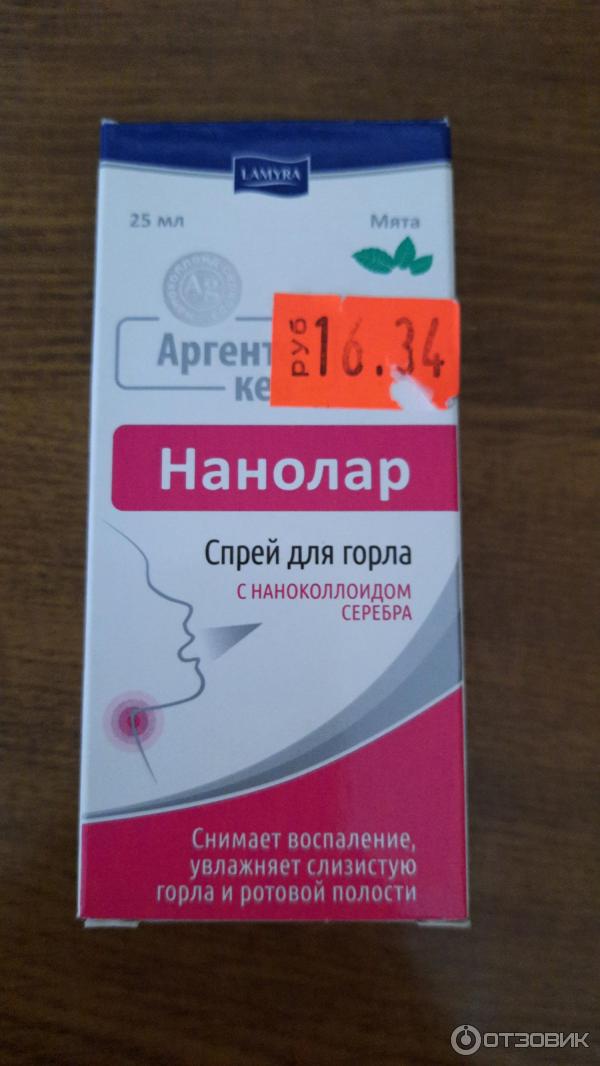 LAMYRA
25 мл
Мята
Ag
РУБ 16.34
Нанолар
Спрей для горла
С НАНОКОЛЛОИДОМ
СЕРЕБРА
Снимает воспаление,
увлажняет слизистую
горла и ротовой полости
ОТЗОВИК